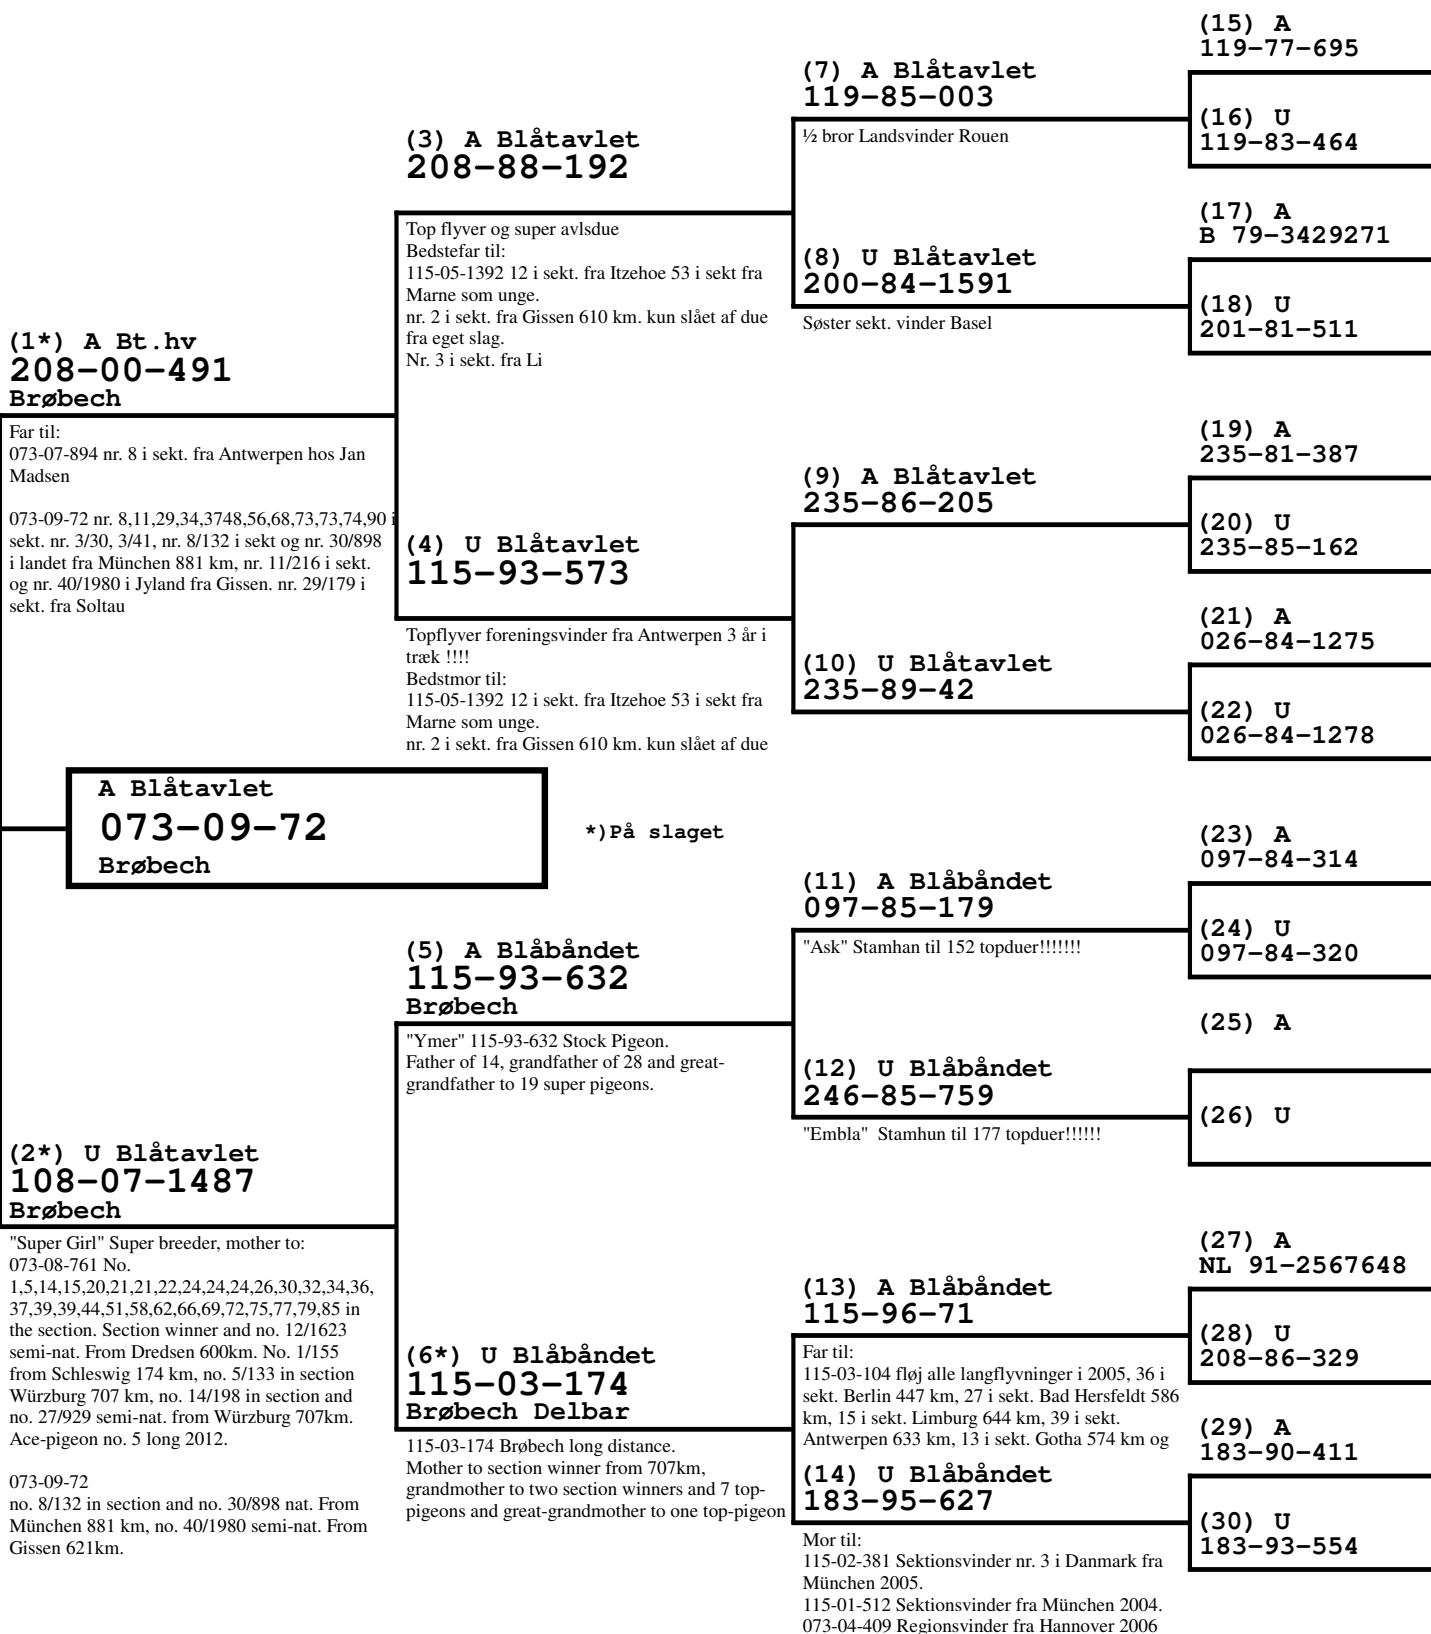 (1*) A Bt.hv
208-00-491
Brøbech
Far til:
073-07-894 nr. 8 i sekt. fra Antwerpen hos Jan
Madsen
073-09-72 nr. 8,11,29,34,3748,56,68,73,73,74,90 i
sekt. nr. 3/30, 3/41, nr. 8/132 i sekt og nr. 30/898
i landet fra München 881 km, nr. 11/216 i sekt.
og nr. 40/1980 i Jyland fra Gissen. nr. 29/179 i
sekt. fra Soltau
A Blåtavlet
073-09-72
Brøbech
*)På slaget
(2*) U Blåtavlet
108-07-1487
Brøbech
"Super Girl" Super breeder, mother to:
073-08-761 No.
1,5,14,15,20,21,21,22,24,24,24,26,30,32,34,36,
37,39,39,44,51,58,62,66,69,72,75,77,79,85 in
the section. Section winner and no. 12/1623
semi-nat. From Dredsen 600km. No. 1/155
from Schleswig 174 km, no. 5/133 in section
Würzburg 707 km, no. 14/198 in section and
no. 27/929 semi-nat. from Würzburg 707km.
Ace-pigeon no. 5 long 2012.
073-09-72
no. 8/132 in section and no. 30/898 nat. From
München 881 km, no. 40/1980 semi-nat. From
Gissen 621km.
(3) A Blåtavlet
208-88-192
Top flyver og super avlsdue
Bedstefar til:
115-05-1392 12 i sekt. fra Itzehoe 53 i sekt fra
Marne som unge.
nr. 2 i sekt. fra Gissen 610 km. kun slået af due
fra eget slag.
Nr. 3 i sekt. fra Li
(4) U Blåtavlet
115-93-573
Topflyver foreningsvinder fra Antwerpen 3 år i
træk !!!!
Bedstmor til:
115-05-1392 12 i sekt. fra Itzehoe 53 i sekt fra
Marne som unge.
nr. 2 i sekt. fra Gissen 610 km. kun slået af due
(5) A Blåbåndet
115-93-632
Brøbech
"Ymer" 115-93-632 Stock Pigeon.
Father of 14, grandfather of 28 and great-
grandfather to 19 super pigeons.
(6*) U Blåbåndet
115-03-174
Brøbech Delbar
115-03-174 Brøbech long distance.
Mother to section winner from 707km,
grandmother to two section winners and 7 top-
pigeons and great-grandmother to one top-pigeon
(7) A Blåtavlet
119-85-003
½ bror Landsvinder Rouen
(8) U Blåtavlet
200-84-1591
Søster sekt. vinder Basel
(9) A Blåtavlet
235-86-205
(10) U Blåtavlet
235-89-42
(11) A Blåbåndet
097-85-179
"Ask" Stamhan til 152 topduer!!!!!!!
(12) U Blåbåndet
246-85-759
"Embla"  Stamhun til 177 topduer!!!!!!
(13) A Blåbåndet
115-96-71
Far til:
115-03-104 fløj alle langflyvninger i 2005, 36 i
sekt. Berlin 447 km, 27 i sekt. Bad Hersfeldt 586
km, 15 i sekt. Limburg 644 km, 39 i sekt.
Antwerpen 633 km, 13 i sekt. Gotha 574 km og
(14) U Blåbåndet
183-95-627
Mor til:
115-02-381 Sektionsvinder nr. 3 i Danmark fra
München 2005.
115-01-512 Sektionsvinder fra München 2004.
073-04-409 Regionsvinder fra Hannover 2006
(15) A
119-77-695
(16) U
119-83-464
(17) A
B 79-3429271
(18) U
201-81-511
(19) A
235-81-387
(20) U
235-85-162
(21) A
026-84-1275
(22) U
026-84-1278
(23) A
097-84-314
(24) U
097-84-320
(25) A
(26) U
(27) A
NL 91-2567648
(28) U
208-86-329
(29) A
183-90-411
(30) U
183-93-554